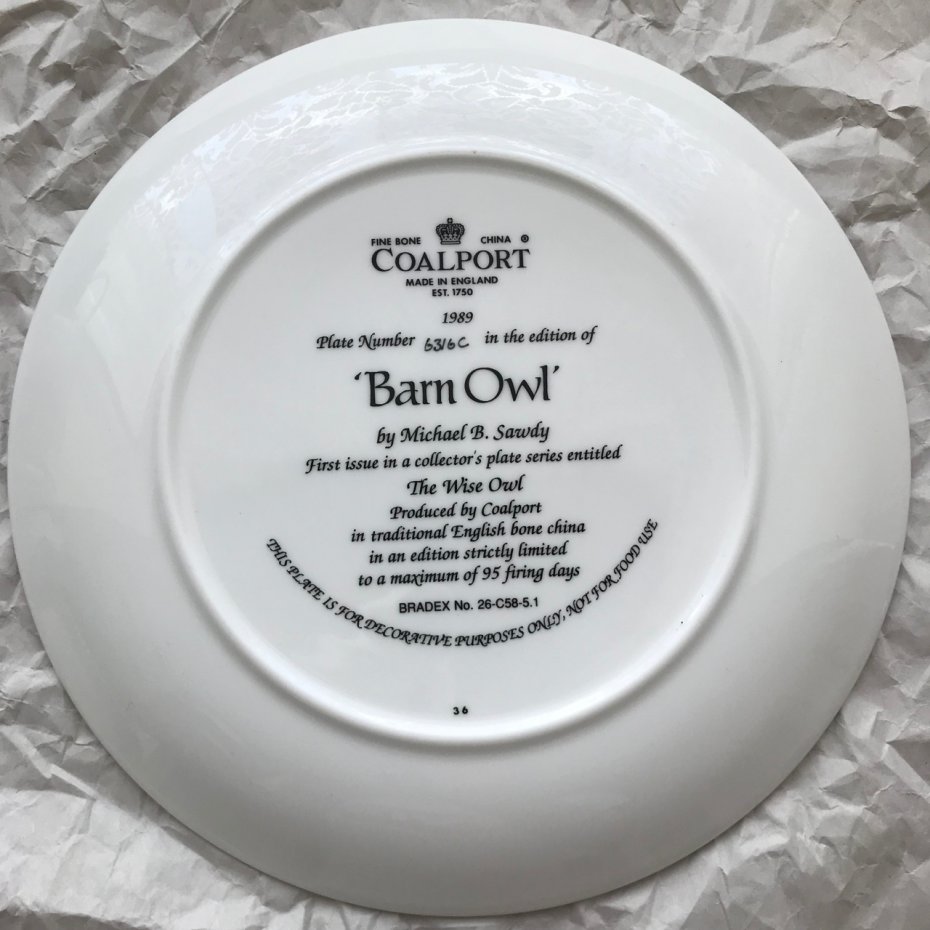 FINE BONE CHINA ®
COALPORT
MADE IN ENGLAND
EST. 1750
1989
Plate Number 6316C in the edition of
‘Barn Owl’
by Michael B. Sawdy
First issue in a collector's plate series entitled
The Wise Owl
Produced by Coalport
in traditional English bone china
in an edition strictly limited
to a maximum of 95 firing days
BRADEX No. 26-C58-5.1
THIS PLATE IS FOR DECORATIVE PURPOSES ONLY, NOT FOR FOOD USE
36